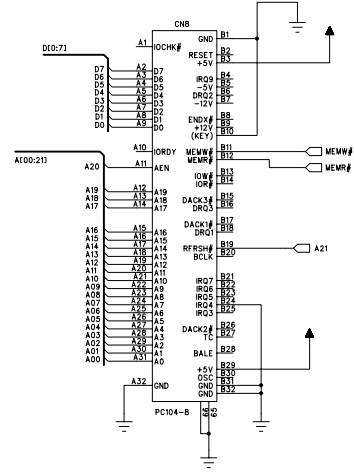 CN8
A1 IOCHK# GND B1
D[0:7] RESET B2
+5V B3
D7 A2 D7 IRQ9 B4
D6 A3 D6 -5V B5
D5 A4 D5 DRQ2 B6
D4 A5 D4 -12V B7
D3 A6 D3
D2 A7 D2 ENDX# B8
D1 A8 D1 +12V B9
D0 A9 D0 (KEY) B10
A[00:21] A10 IORDY MEMW# B11 MEMW#
A20 A11 AEN MEMR# B12 MEMR#
IOW# B13
IOR# B14
A19 A12 A19
A18 A13 A18 DACK3# B15
A17 A14 A17 DRQ3 B16
DACK1# B17
A16 A15 A16 DRQ1 B18
A15 A16 A15
A14 A17 A14 RFRSH# B19 A21
A13 A18 A13 BCLK B20
A12 A19 A12
A11 A20 A11
A10 A21 A10 IRQ7 B21
A09 A22 A9 IRQ6 B22
A08 A23 A8 IRQ5 B23
A07 A24 A7 IRQ4 B24
A06 A25 A6 IRQ3 B25
A05 A26 A5
A04 A27 A4 DACK2# B26
A03 A28 A3 TC B27
A02 A29 A2
A01 A30 A1 BALE B28
A00 A31 A0
+5V B29
OSC B30
A32 GND GND B31
GND B32
PC104-8 66 65